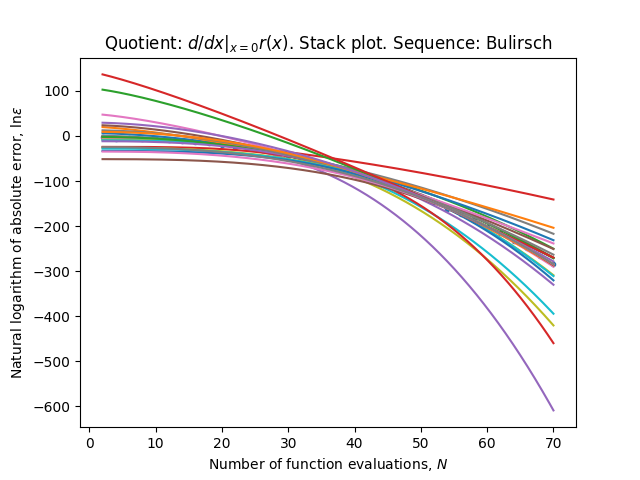 Quotient: d/dx|ₓ₌₀r(x). Stack plot. Sequence: Bulirsch
Natural logarithm of absolute error, lnε
100
0
−100
−200
−300
−400
−500
−600
0 10 20 30 40 50 60 70
Number of function evaluations, N